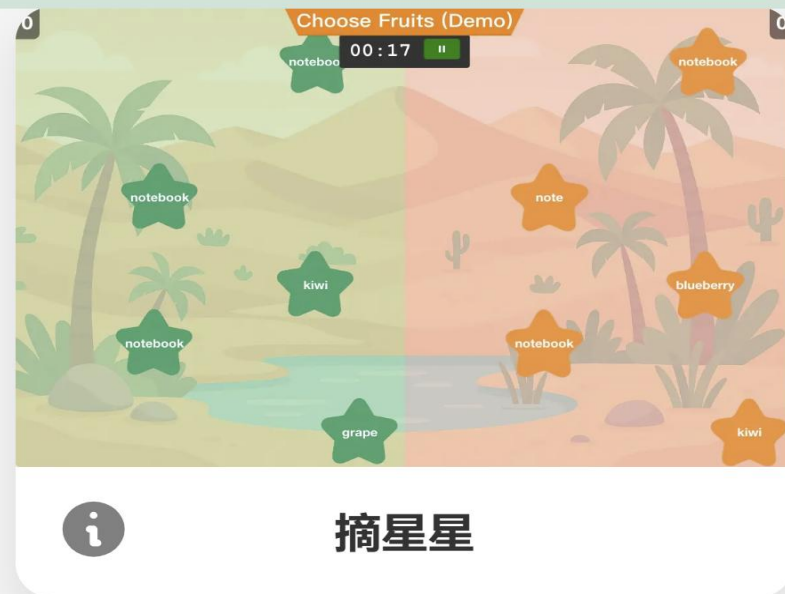 0
Choose Fruits (Demo)
0
00:17
noteboo
notebook
notebook
note
kiwi
blueberry
notebook
notebook
grape
kiwi
摘星星